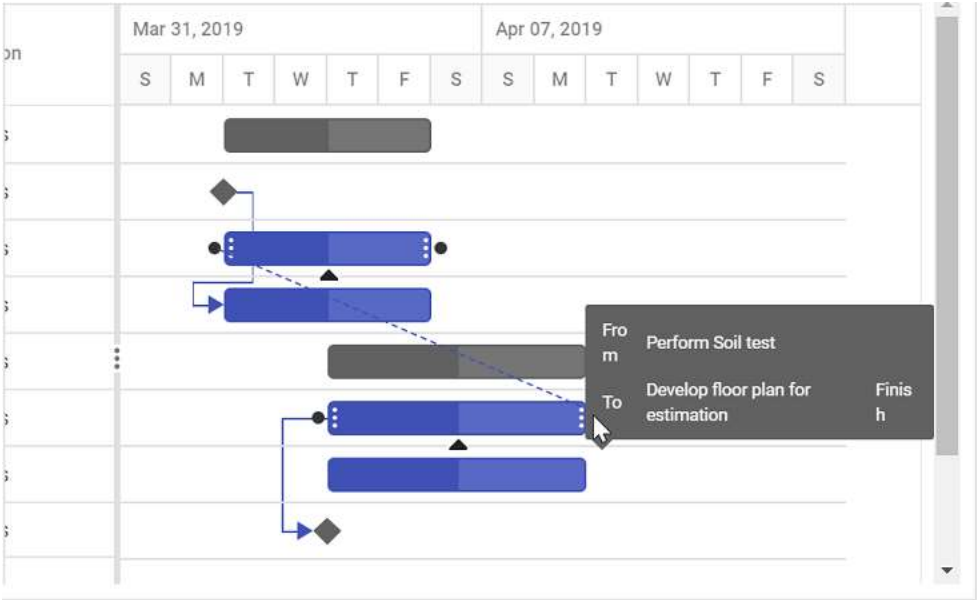 Mar 31, 2019 Apr 07, 2019
on
S M T W T F S S M T W T F S
s
s
s
s
Fro
m
Perform Soil test
s
To
Develop floor plan for
estimation
Finis
h
s
s
s